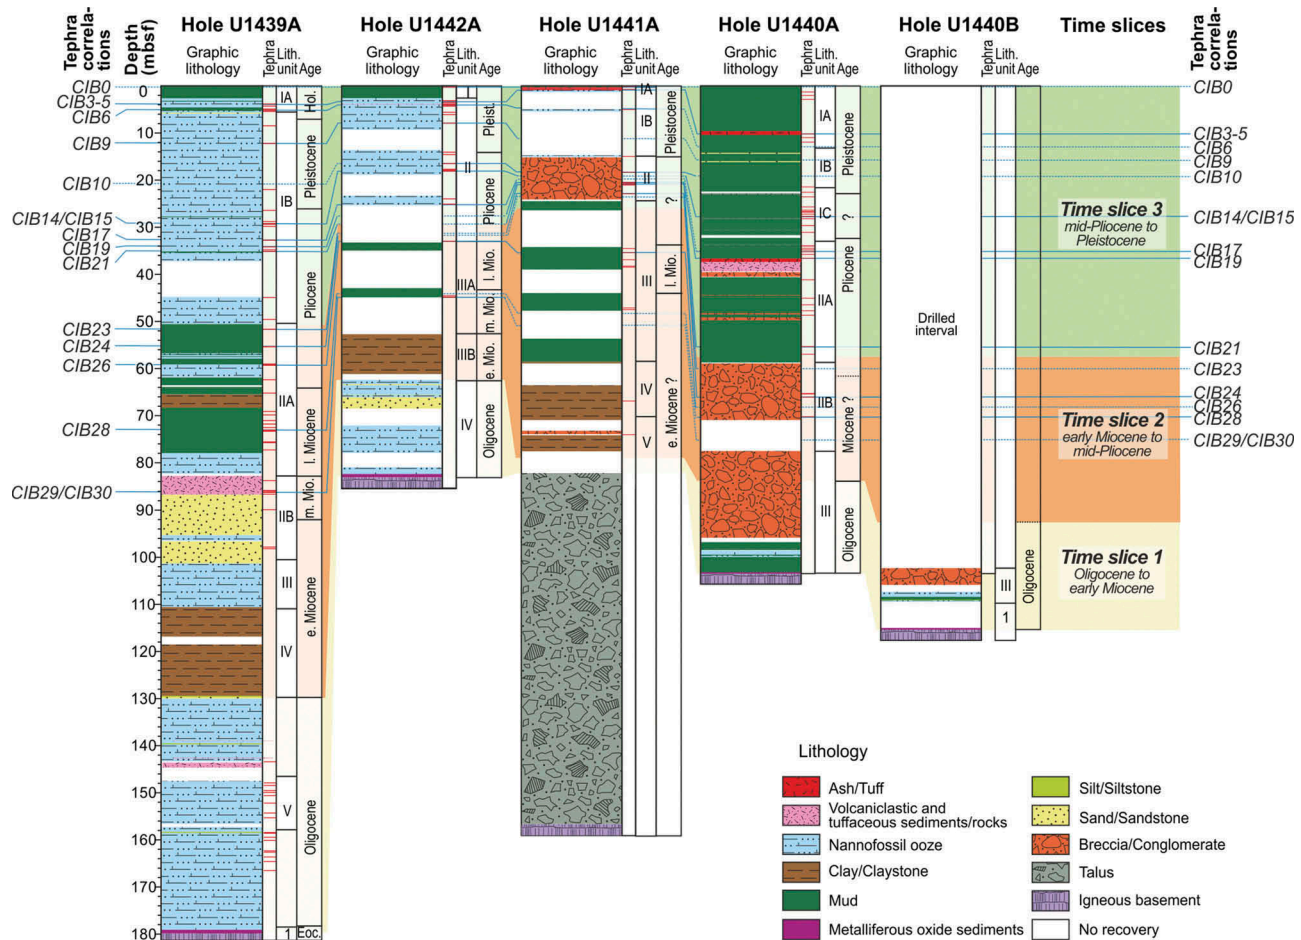 Hole U1439A
Hole U1442A
Hole U1441A
Hole U1440A
Hole U1440B
Time slices
Tephra
correla-
tions
Depth
(mbsf)
Graphic
lithology
Tephra
Lith.
unit
Age
Graphic
lithology
Tephra
Lith.
unit
Age
Graphic
lithology
Tephra
Lith.
unit
Age
Graphic
lithology
Tephra
Lith.
unit
Age
Graphic
lithology
Tephra
Lith.
unit
Age
Tephra
correla-
tions
CIB0
CIB3-5
CIB6
CIB9
CIB10
CIB14/CIB15
CIB17
CIB19
CIB21
CIB23
CIB24
CIB26
CIB28
CIB29/CIB30
0
10
20
30
40
50
60
70
80
90
100
110
120
130
140
150
160
170
180
IA
IB
IIA
IIB
III
IV
V
1
Hol.
Pleistocene
Pliocene
l. Miocene
m. Mio.
e. Miocene
Oligocene
Eoc.
I
II
IIIA
IIIB
IV
Pleist.
Pliocene
l. Mio.
m. Mio.
e. Mio.
Oligocene
IA
IB
II
III
IV
V
Pleistocene
?
l. Mio.
e. Miocene ?
IA
IB
IC
IIA
IIB
III
Pleistocene
?
Pliocene
Miocene ?
Oligocene
Drilled
interval
III
1
Oligocene
Time slice 3
mid-Pliocene to
Pleistocene
Time slice 2
early Miocene to
mid-Pliocene
Time slice 1
Oligocene to
early Miocene
CIB0
CIB3-5
CIB6
CIB9
CIB10
CIB14/CIB15
CIB17
CIB19
CIB21
CIB23
CIB24
CIB26
CIB28
CIB29/CIB30
Lithology
Ash/Tuff
Volcaniclastic and
tuffaceous sediments/rocks
Nannofossil ooze
Clay/Claystone
Mud
Metalliferous oxide sediments
Silt/Siltstone
Sand/Sandstone
Breccia/Conglomerate
Talus
Igneous basement
No recovery